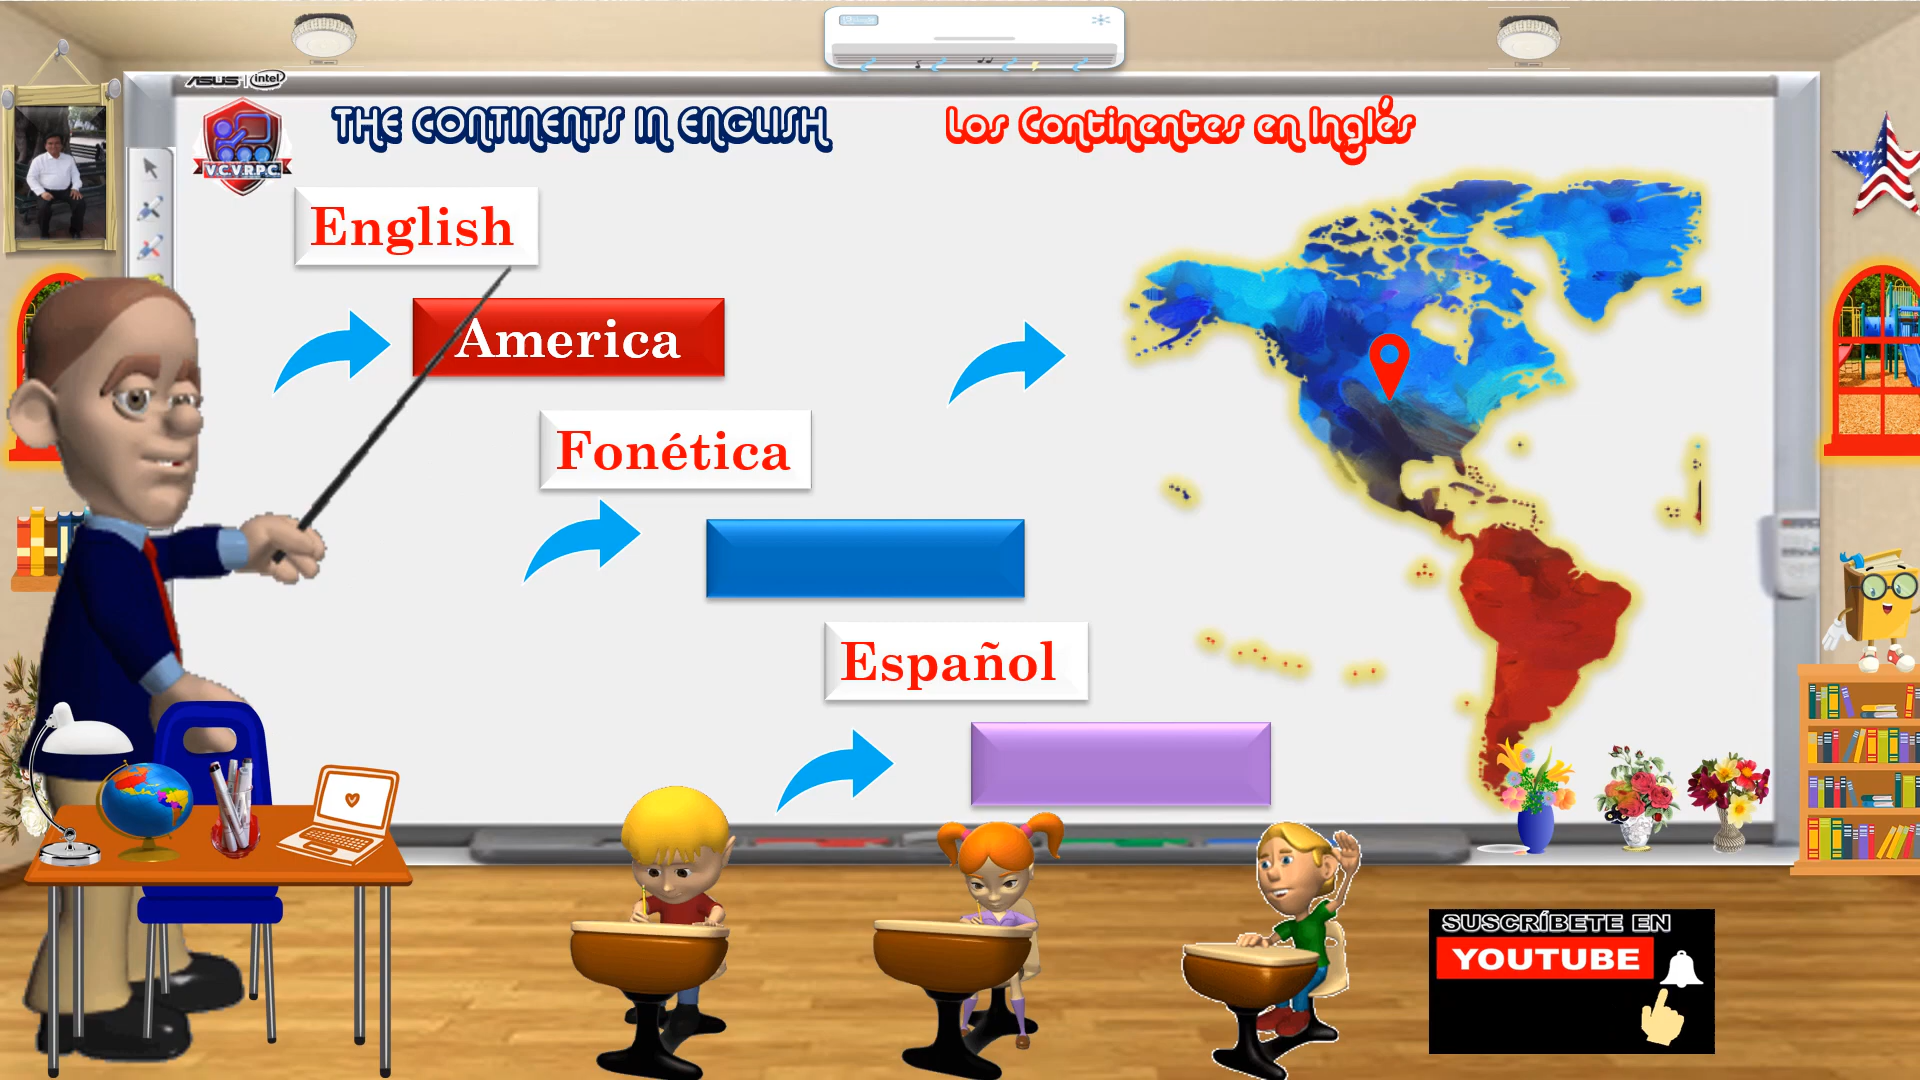 ASUS intel
V.C.V.R.P.C.
THE CONTINENTS IN ENGLISH
Los Continentes en Inglés
English
America
Fonética
Español
SUSCRÍBETE EN
YOUTUBE